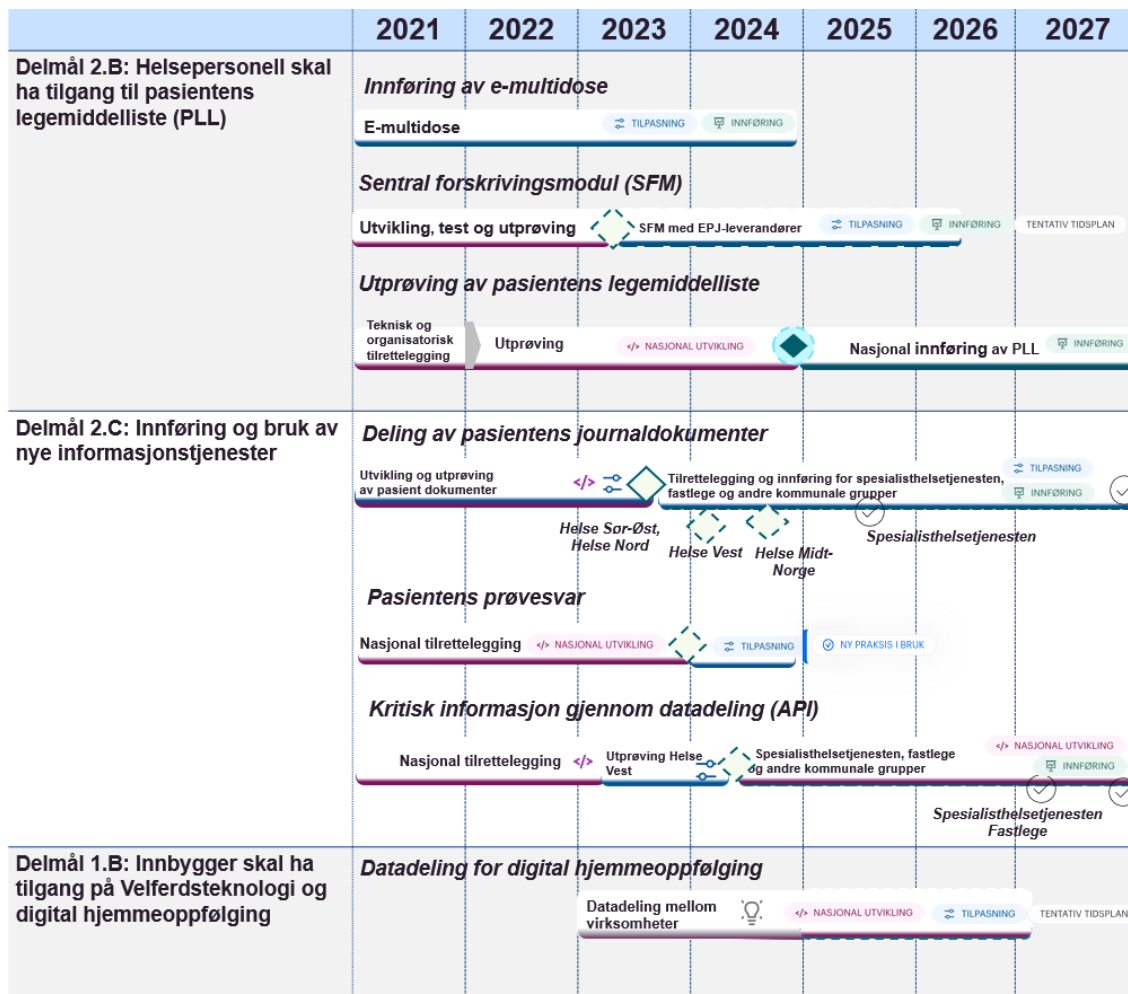 2021 2022 2023 2024 2025 2026 2027
Delmål 2.B: Helsepersonell skal
ha tilgang til pasientens
legemiddelliste (PLL)
Innføring av e-multidose
E-multidose
TILPASNING
INNFØRING
Sentral forskrivingsmodul (SFM)
Utvikling, test og utprøving
SFM med EPJ-leverandører
TILPASNING
INNFØRING
TENTATIV TIDSPLAN
Utprøving av pasientens legemiddelliste
Teknisk og
organisatorisk
tilrettelegging
Utprøving
</> NASJONAL UTVIKLING
Nasjonal innføring av PLL
INNFØRING
Delmål 2.C: Innføring og bruk av
nye informasjonstjenester
Deling av pasientens journaldokumenter
Utvikling og utprøving
av pasient dokumenter
</>
Tilrettelegging og innføring for spesialisthelsetjenesten,
fastlege og andre kommunale grupper
TILPASNING
INNFØRING
Helse Sør-Øst,
Helse Nord
Helse Vest
Helse Midt-
Norge
Spesialisthelsetjenesten
Pasientens prøvesvar
Nasjonal tilrettelegging
</> NASJONAL UTVIKLING
TILPASNING
NY PRAKSIS I BRUK
Kritisk informasjon gjennom datadeling (API)
Nasjonal tilrettelegging
</>
Utprøving Helse
Vest
Spesialisthelsetjenesten, fastlege
og andre kommunale grupper
</> NASJONAL UTVIKLING
INNFØRING
Spesialisthelsetjenesten
Fastlege
Delmål 1.B: Innbygger skal ha
tilgang på Velferdsteknologi og
digital hjemmeoppfølging
Datadeling for digital hjemmeoppfølging
Datadeling mellom
virksomheter
</> NASJONAL UTVIKLING
TILPASNING
TENTATIV TIDSPLAN